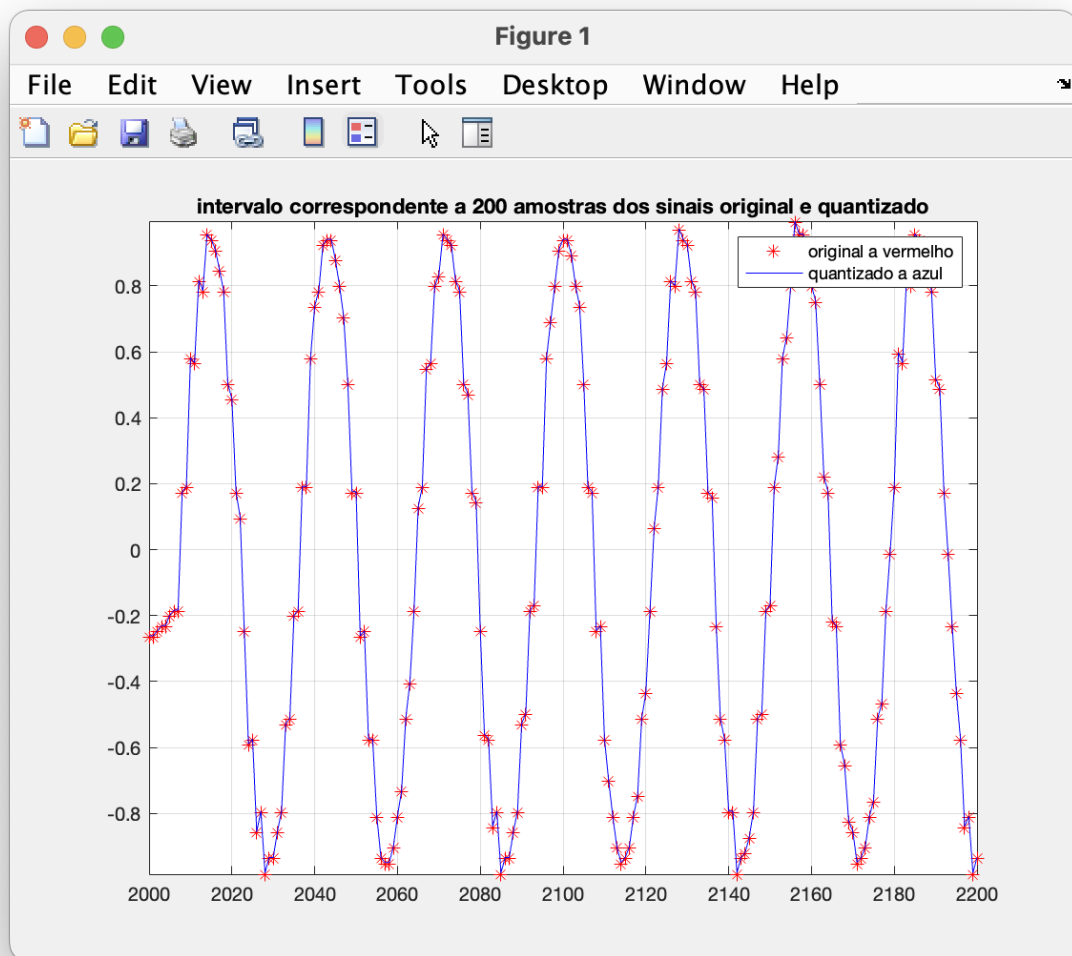 Figure 1
File Edit View Insert Tools Desktop Window Help
intervalo correspondente a 200 amostras dos sinais original e quantizado
original a vermelho
quantizado a azul
0.8
0.6
0.4
0.2
0
-0.2
-0.4
-0.6
-0.8
2000 2020 2040 2060 2080 2100 2120 2140 2160 2180 2200